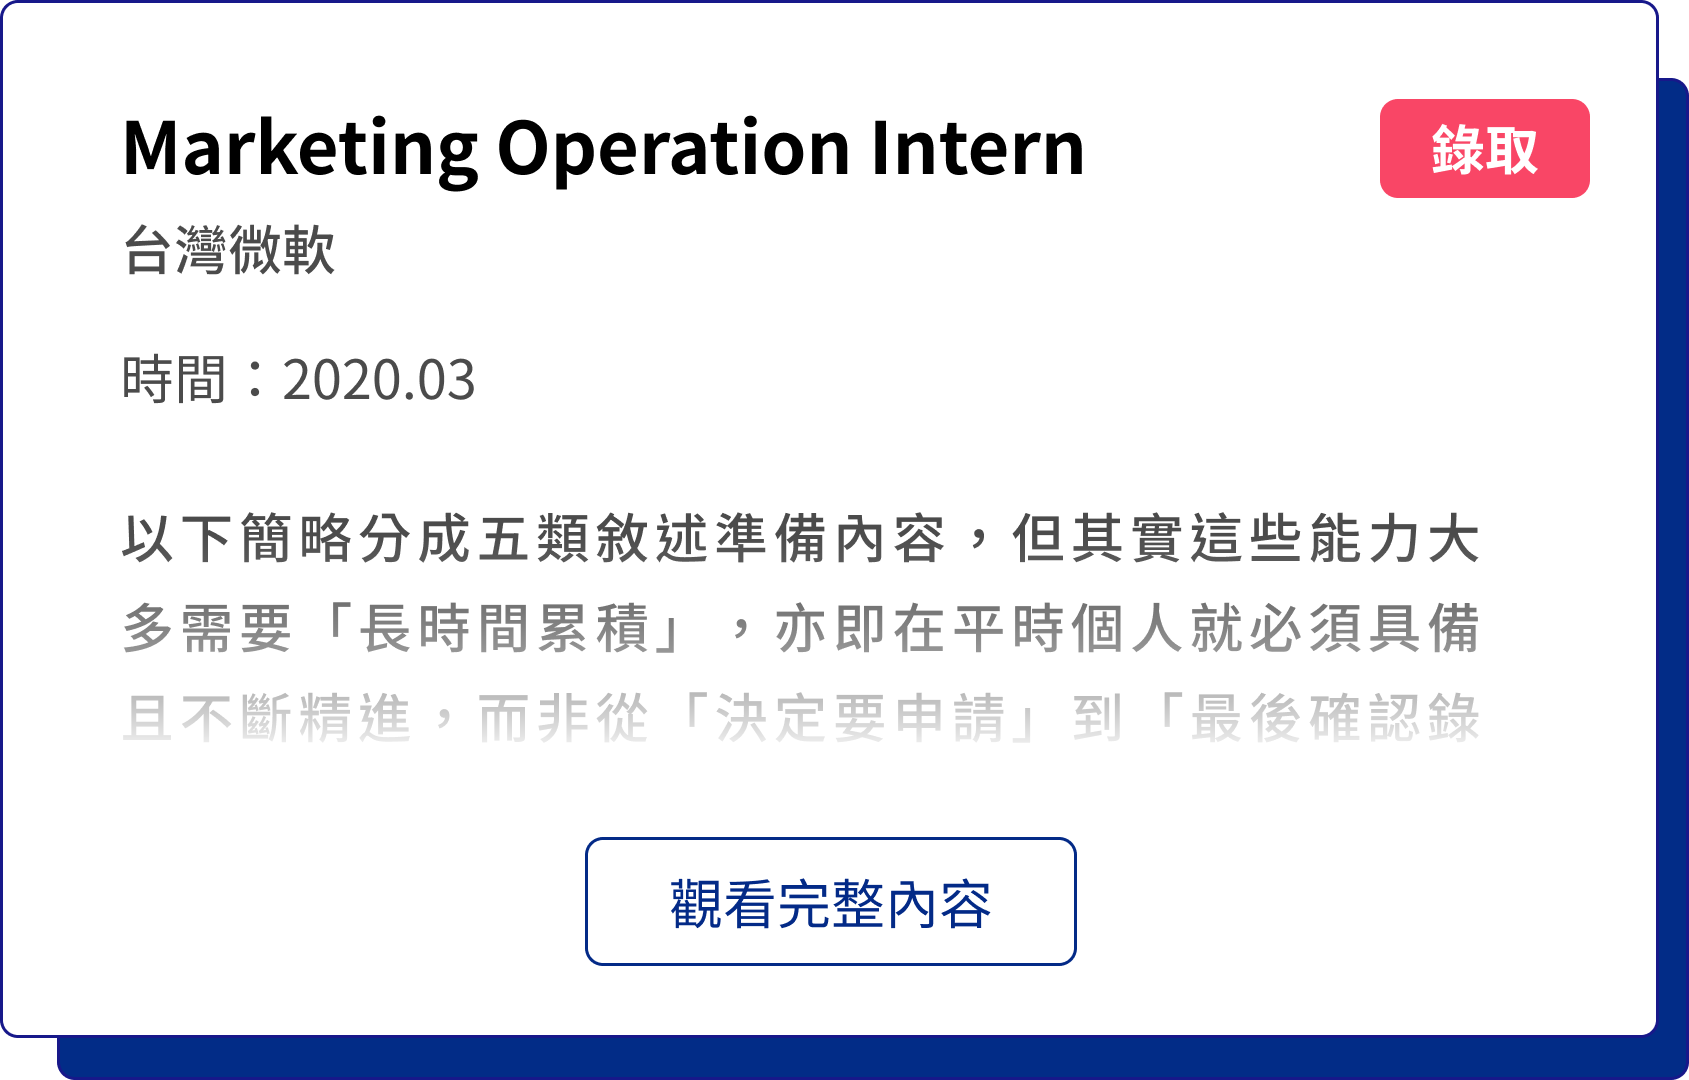 Marketing Operation Intern
錄取
台灣微軟
時間：2020.03
以下簡略分成五類敘述準備內容，但其實這些能力大
多需要「長時間累積」，亦即在平時個人就必須具備
且不斷精進，而非從「決定要申請」到「最後確認錄
觀看完整內容